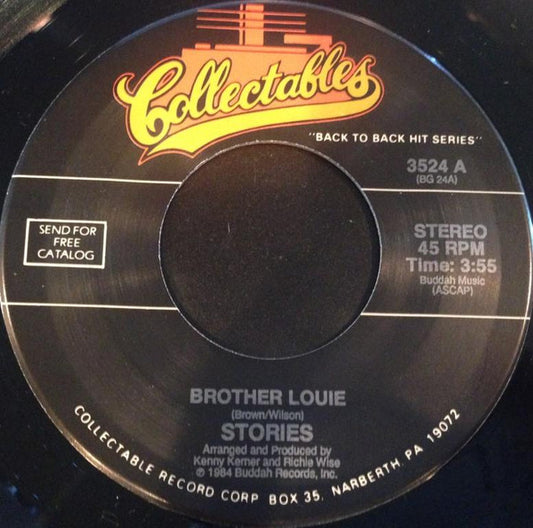 Collectables
"BACK TO BACK HIT SERIES"
3524 A
(BG 24A)
SEND FOR
FREE
CATALOG
STEREO
45 RPM
Time: 3:55
Buddah Music
(ASCAP)
BROTHER LOUIE
(Brown/Wilson)
STORIES
Arranged and Produced by
Kenny Kerner and Richie Wise
℗ 1984 Buddah Records, Inc.
COLLECTABLE RECORD CORP BOX 35, NARBERTH, PA 19072